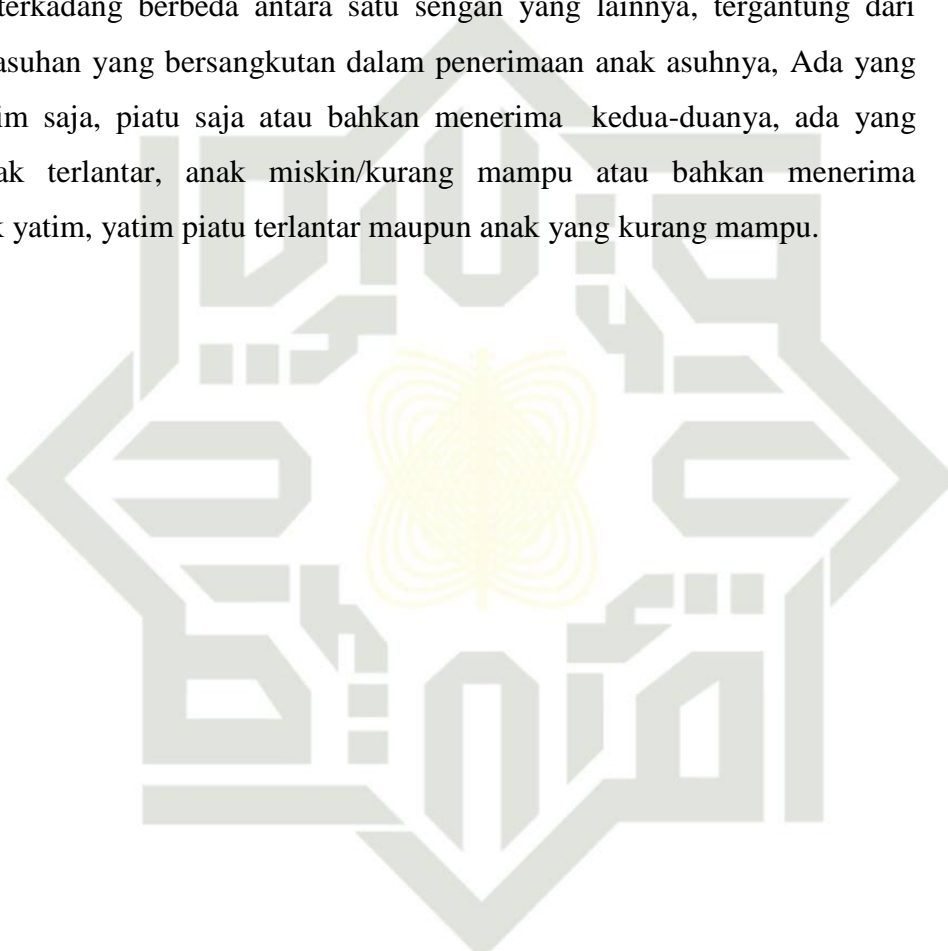 terkadang berbeda antara satu sengan yang lainnya, tergantung dari
asuhan yang bersangkutan dalam penerimaan anak asuhnya, Ada yang
saja, piatu saja atau bahkan menerima kedua-duanya, ada yang
terlantar, anak miskin/kurang mampu atau bahkan menerima
yatim, yatim piatu terlantar maupun anak yang kurang mampu.